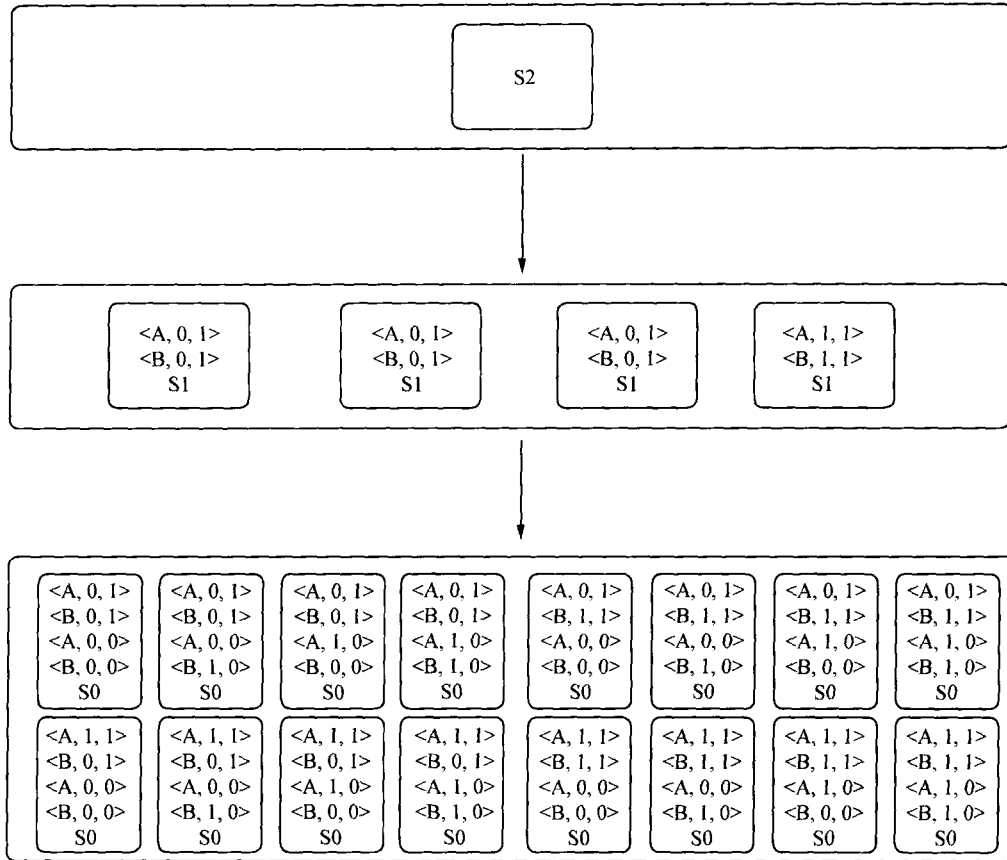 S2
<A, 0, 1> <A, 0, 1> <A, 0, 1> <A, 1, 1>
<B, 0, 1> <B, 0, 1> <B, 0, 1> <B, 1, 1>
S1 S1 S1 S1
<A, 0, 1> <A, 0, 1> <A, 0, 1> <A, 0, 1> <A, 0, 1> <A, 0, 1> <A, 0, 1> <A, 0, 1>
<B, 0, 1> <B, 0, 1> <B, 0, 1> <B, 0, 1> <B, 1, 1> <B, 1, 1> <B, 1, 1> <B, 1, 1>
<A, 0, 0> <A, 0, 0> <A, 1, 0> <A, 1, 0> <A, 0, 0> <A, 0, 0> <A, 1, 0> <A, 1, 0>
<B, 0, 0> <B, 1, 0> <B, 0, 0> <B, 1, 0> <B, 0, 0> <B, 1, 0> <B, 0, 0> <B, 1, 0>
S0 S0 S0 S0 S0 S0 S0 S0
<A, 1, 1> <A, 1, 1> <A, 1, 1> <A, 1, 1> <A, 1, 1> <A, 1, 1> <A, 1, 1> <A, 1, 1>
<B, 0, 1> <B, 0, 1> <B, 0, 1> <B, 0, 1> <B, 1, 1> <B, 1, 1> <B, 1, 1> <B, 1, 1>
<A, 0, 0> <A, 0, 0> <A, 1, 0> <A, 1, 0> <A, 0, 0> <A, 0, 0> <A, 1, 0> <A, 1, 0>
<B, 0, 0> <B, 1, 0> <B, 0, 0> <B, 1, 0> <B, 0, 0> <B, 1, 0> <B, 0, 0> <B, 1, 0>
S0 S0 S0 S0 S0 S0 S0 S0